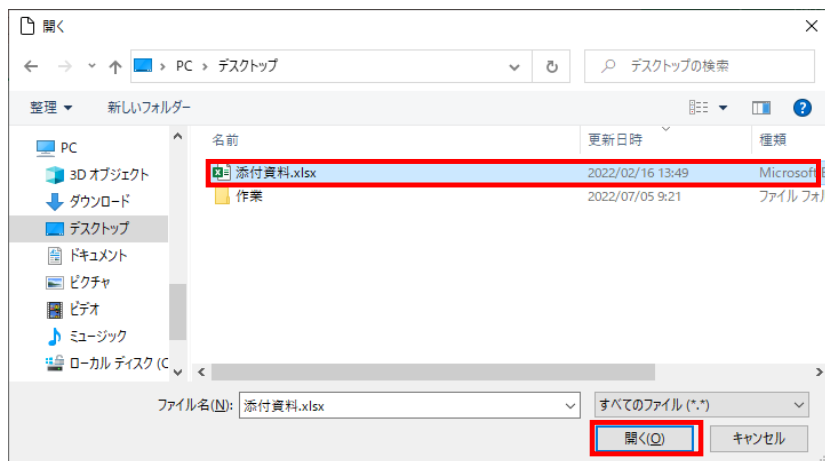 開く
PC › デスクトップ
デスクトップの検索
整理 新しいフォルダー
名前 更新日時 種類
添付資料.xlsx 2022/02/16 13:49 Microsoft
作業 2022/07/05 9:21 ファイル フォル
PC
3D オブジェクト
ダウンロード
デスクトップ
ドキュメント
ピクチャ
ビデオ
ミュージック
ローカル ディスク (C
ファイル名(N): 添付資料.xlsx すべてのファイル (*.*)
開く(O) キャンセル